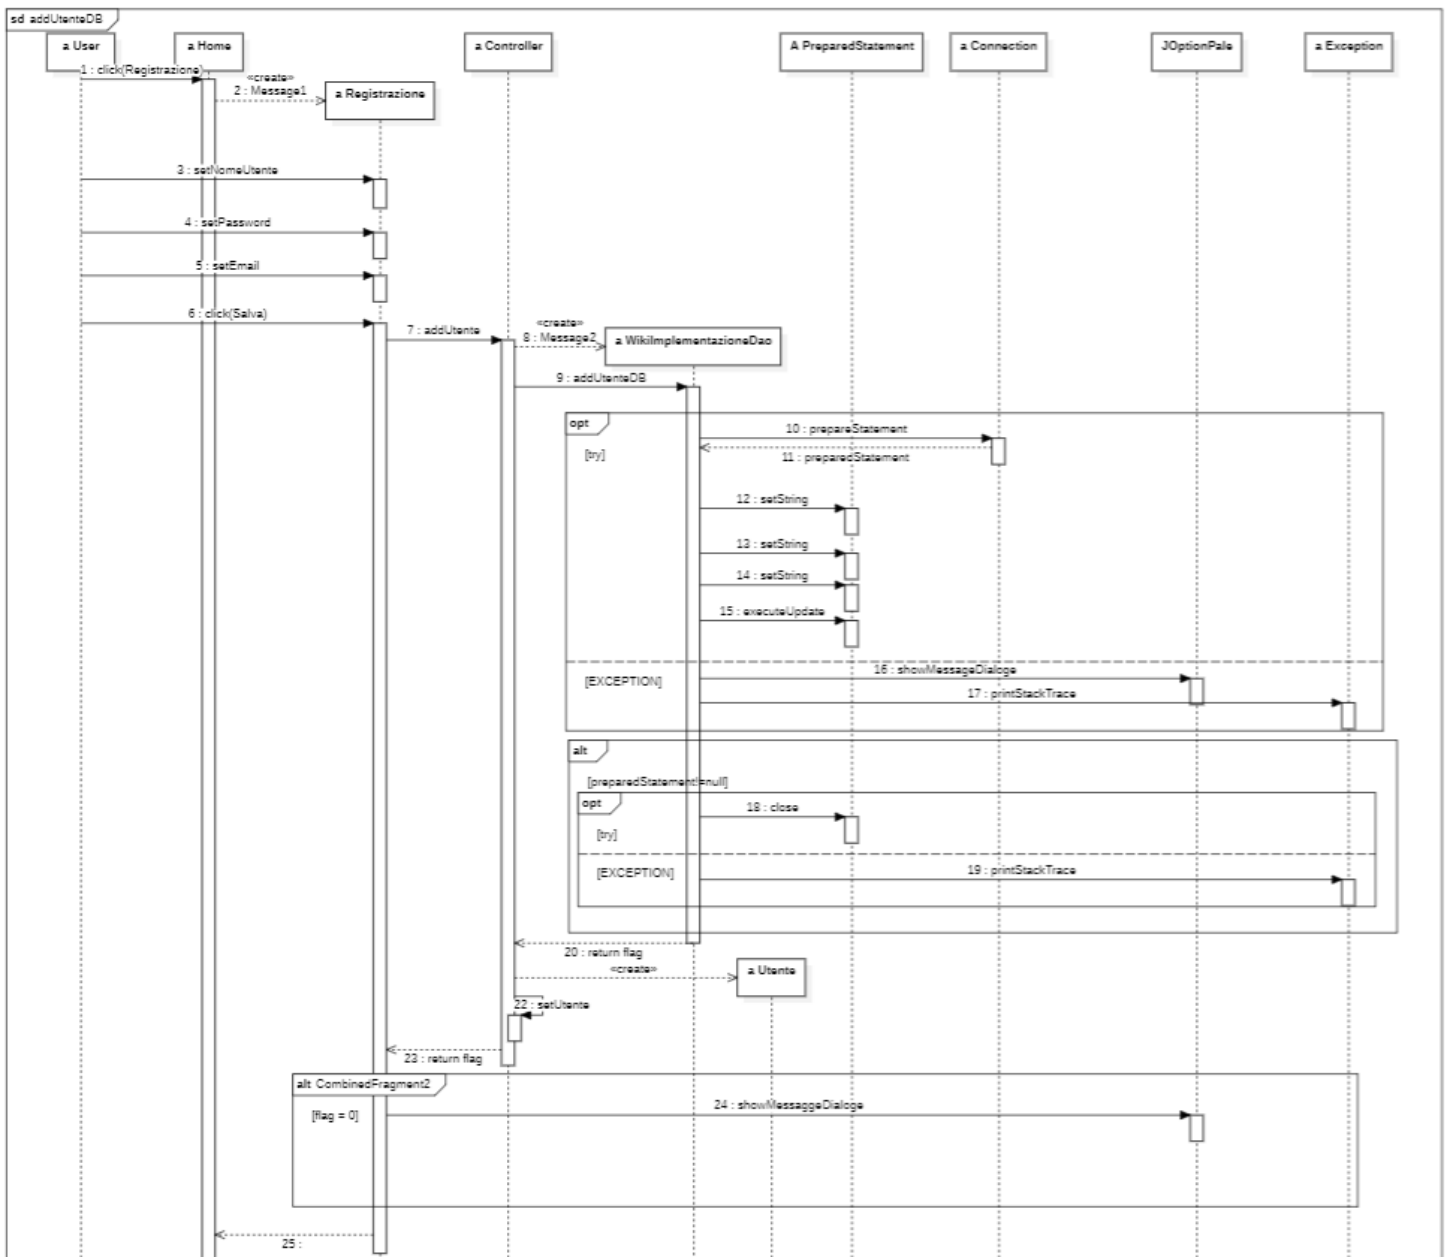 sd addUtenteDB
a User
a Home
a Controller
A PreparedStatement
a Connection
JOptionPale
a Exception
1 : click(Registrazione)
«create»
2 : Message1
a Registrazione
3 : setNomeUtente
4 : setPassword
5 : setEmail
6 : click(Salva)
7 : addUtente
«create»
8 : Message2
a WikiImplementazioneDao
9 : addUtenteDB
opt
10 : prepareStatement
[try]
11 : preparedStatement
12 : setString
13 : setString
14 : setString
15 : executeUpdate
16 : showMessageDialoge
[EXCEPTION]
17 : printStackTrace
alt
[preparedStatement!=null]
opt
18 : close
[try]
19 : printStackTrace
[EXCEPTION]
20 : return flag
«create»
a Utente
22 : setUtente
23 : return flag
alt CombinedFragment2
24 : showMessaggeDialoge
[flag = 0]
25 :